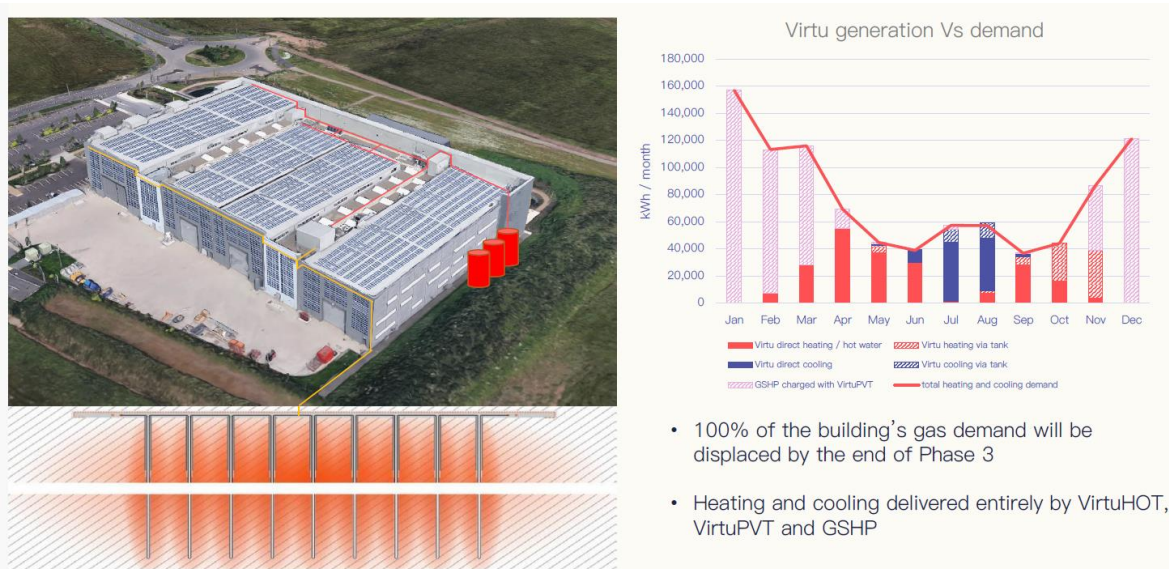 Virtu generation Vs demand
180,000
160,000
140,000
120,000
100,000
80,000
60,000
40,000
20,000
0
kWh / month
Jan Feb Mar Apr May Jun Jul Aug Sep Oct Nov Dec
Virtu direct heating / hot water Virtu heating via tank
Virtu direct cooling Virtu cooling via tank
GSHP charged with VirtuPVT total heating and cooling demand
• 100% of the building's gas demand will be
displaced by the end of Phase 3
• Heating and cooling delivered entirely by VirtuHOT,
VirtuPVT and GSHP